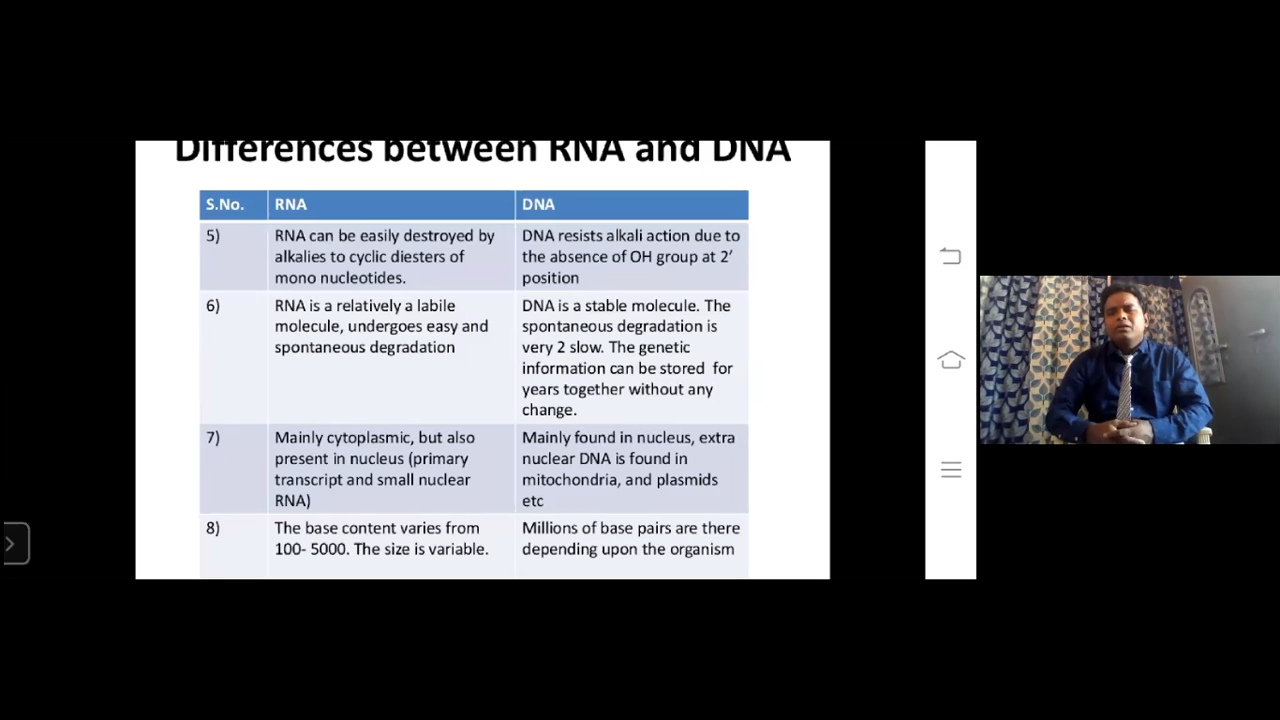 Differences between RNA and DNA
S.No. RNA DNA
5) RNA can be easily destroyed by DNA resists alkali action due to
alkalies to cyclic diesters of the absence of OH group at 2′
mono nucleotides. position
6) RNA is a relatively a labile DNA is a stable molecule. The
molecule, undergoes easy and spontaneous degradation is
spontaneous degradation very 2 slow. The genetic
information can be stored for
years together without any
change.
7) Mainly cytoplasmic, but also Mainly found in nucleus, extra
present in nucleus (primary nuclear DNA is found in
transcript and small nuclear mitochondria, and plasmids
RNA) etc
8) The base content varies from Millions of base pairs are there
100- 5000. The size is variable. depending upon the organism